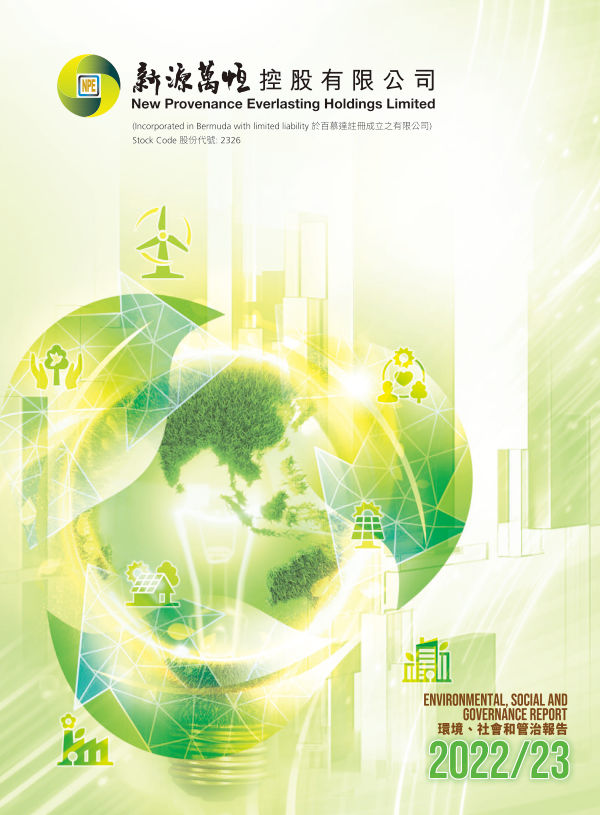 NPE
新源萬恒 控股有限公司
New Provenance Everlasting Holdings Limited
(Incorporated in Bermuda with limited liability 於百慕達註冊成立之有限公司)
Stock Code 股份代號: 2326
ENVIRONMENTAL, SOCIAL AND
GOVERNANCE REPORT
環境、社會和管治報告
2022/23